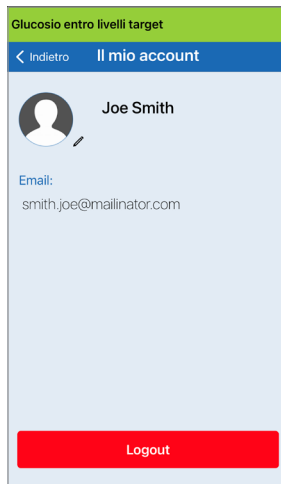 Glucosio entro livelli target
Indietro Il mio account
Joe Smith
Email:
smith.joe@mailinator.com
Logout